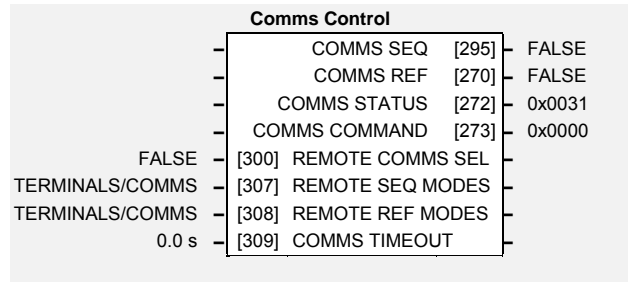 Comms Control
COMMS SEQ [295] FALSE
COMMS REF [270] FALSE
COMMS STATUS [272] 0x0031
COMMS COMMAND [273] 0x0000
FALSE [300] REMOTE COMMS SEL
TERMINALS/COMMS [307] REMOTE SEQ MODES
TERMINALS/COMMS [308] REMOTE REF MODES
0.0 s [309] COMMS TIMEOUT